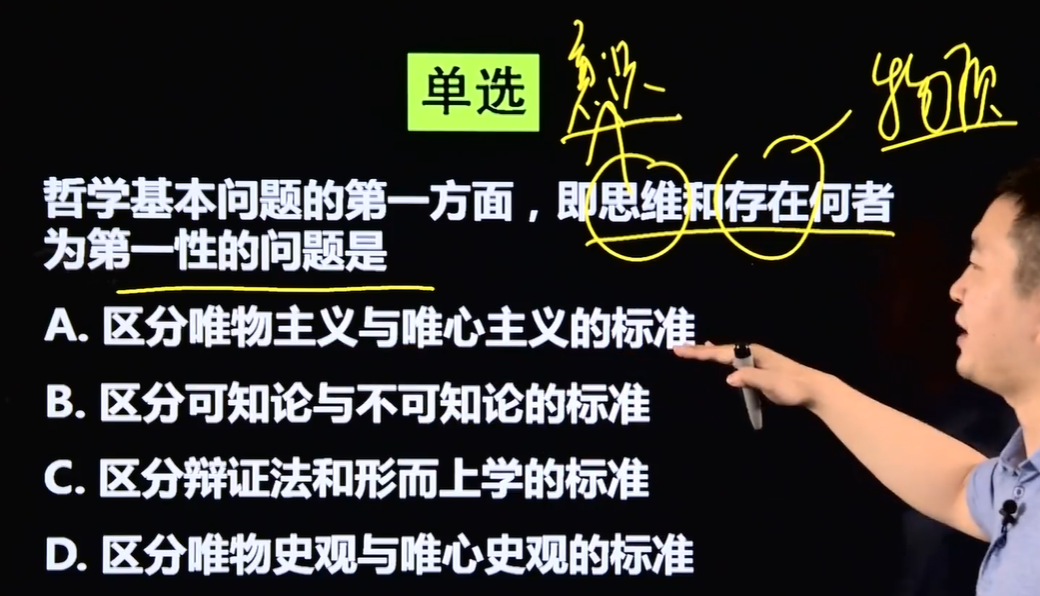 单选
意识
物质
哲学基本问题的第一方面，即思维和存在何者
为第一性的问题是
A. 区分唯物主义与唯心主义的标准
B. 区分可知论与不可知论的标准
C. 区分辩证法和形而上学的标准
D. 区分唯物史观与唯心史观的标准